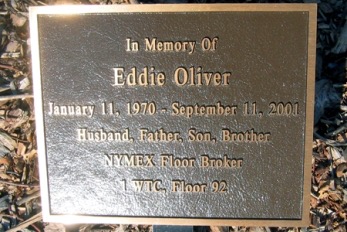 In Memory Of
Eddie Oliver
January 11, 1970 - September 11, 2001
Husband, Father, Son, Brother
NYMEX Floor Broker
1 WTC, Floor 92